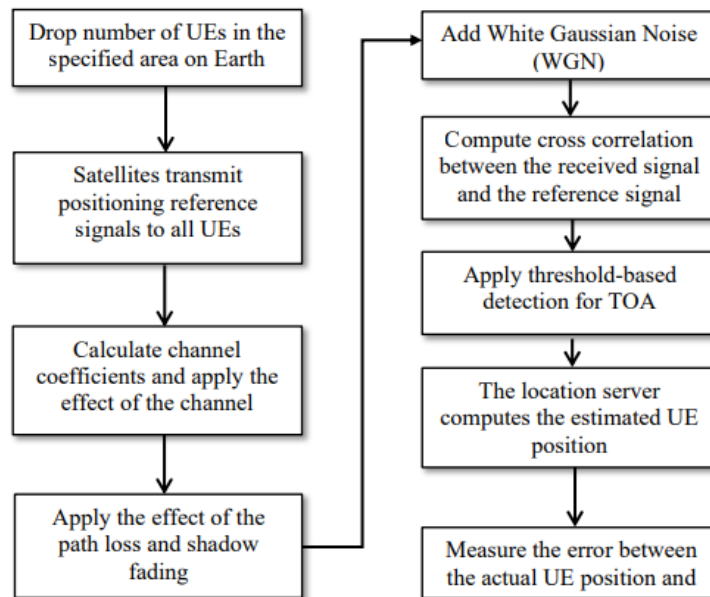 Drop number of UEs in the
specified area on Earth
Satellites transmit
positioning reference
signals to all UEs
Calculate channel
coefficients and apply the
effect of the channel
Apply the effect of the
path loss and shadow
fading
Add White Gaussian Noise
(WGN)
Compute cross correlation
between the received signal
and the reference signal
Apply threshold-based
detection for TOA
The location server
computes the estimated UE
position
Measure the error between
the actual UE position and